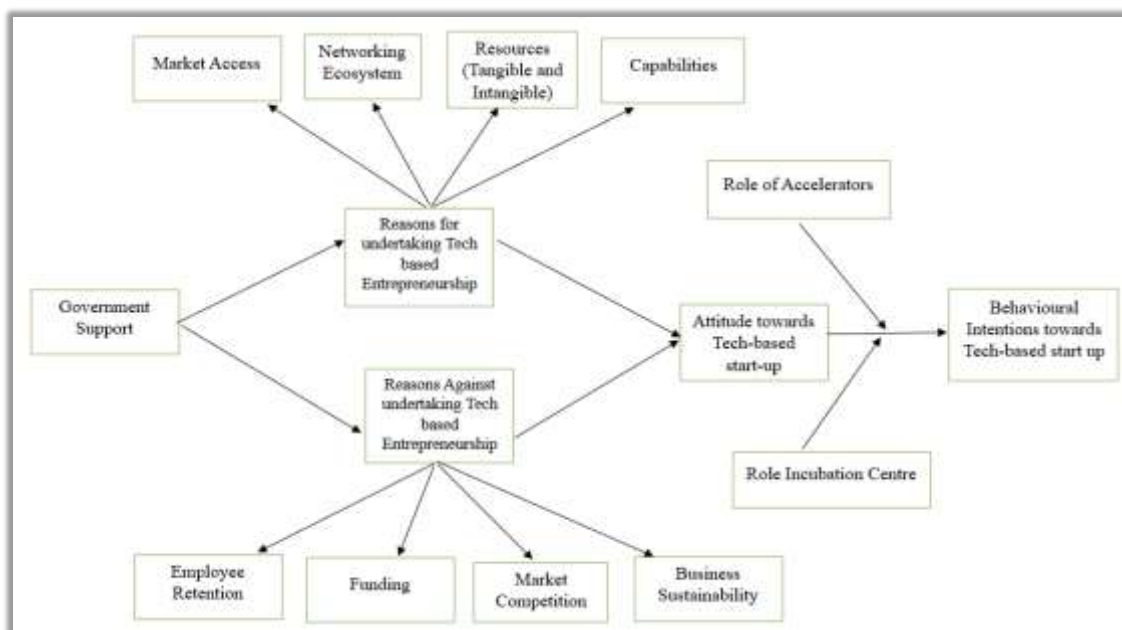 Market Access
Networking
Ecosystem
Resources
(Tangible and
Intangible)
Capabilities
Role of Accelerators
Reasons for
undertaking Tech
based
Entrepreneurship
Government
Support
Attitude towards
Tech-based
start-up
Behavioural
Intentions towards
Tech-based start up
Reasons Against
undertaking Tech
based
Entrepreneurship
Role Incubation Centre
Employee
Retention
Funding
Market
Competition
Business
Sustainability